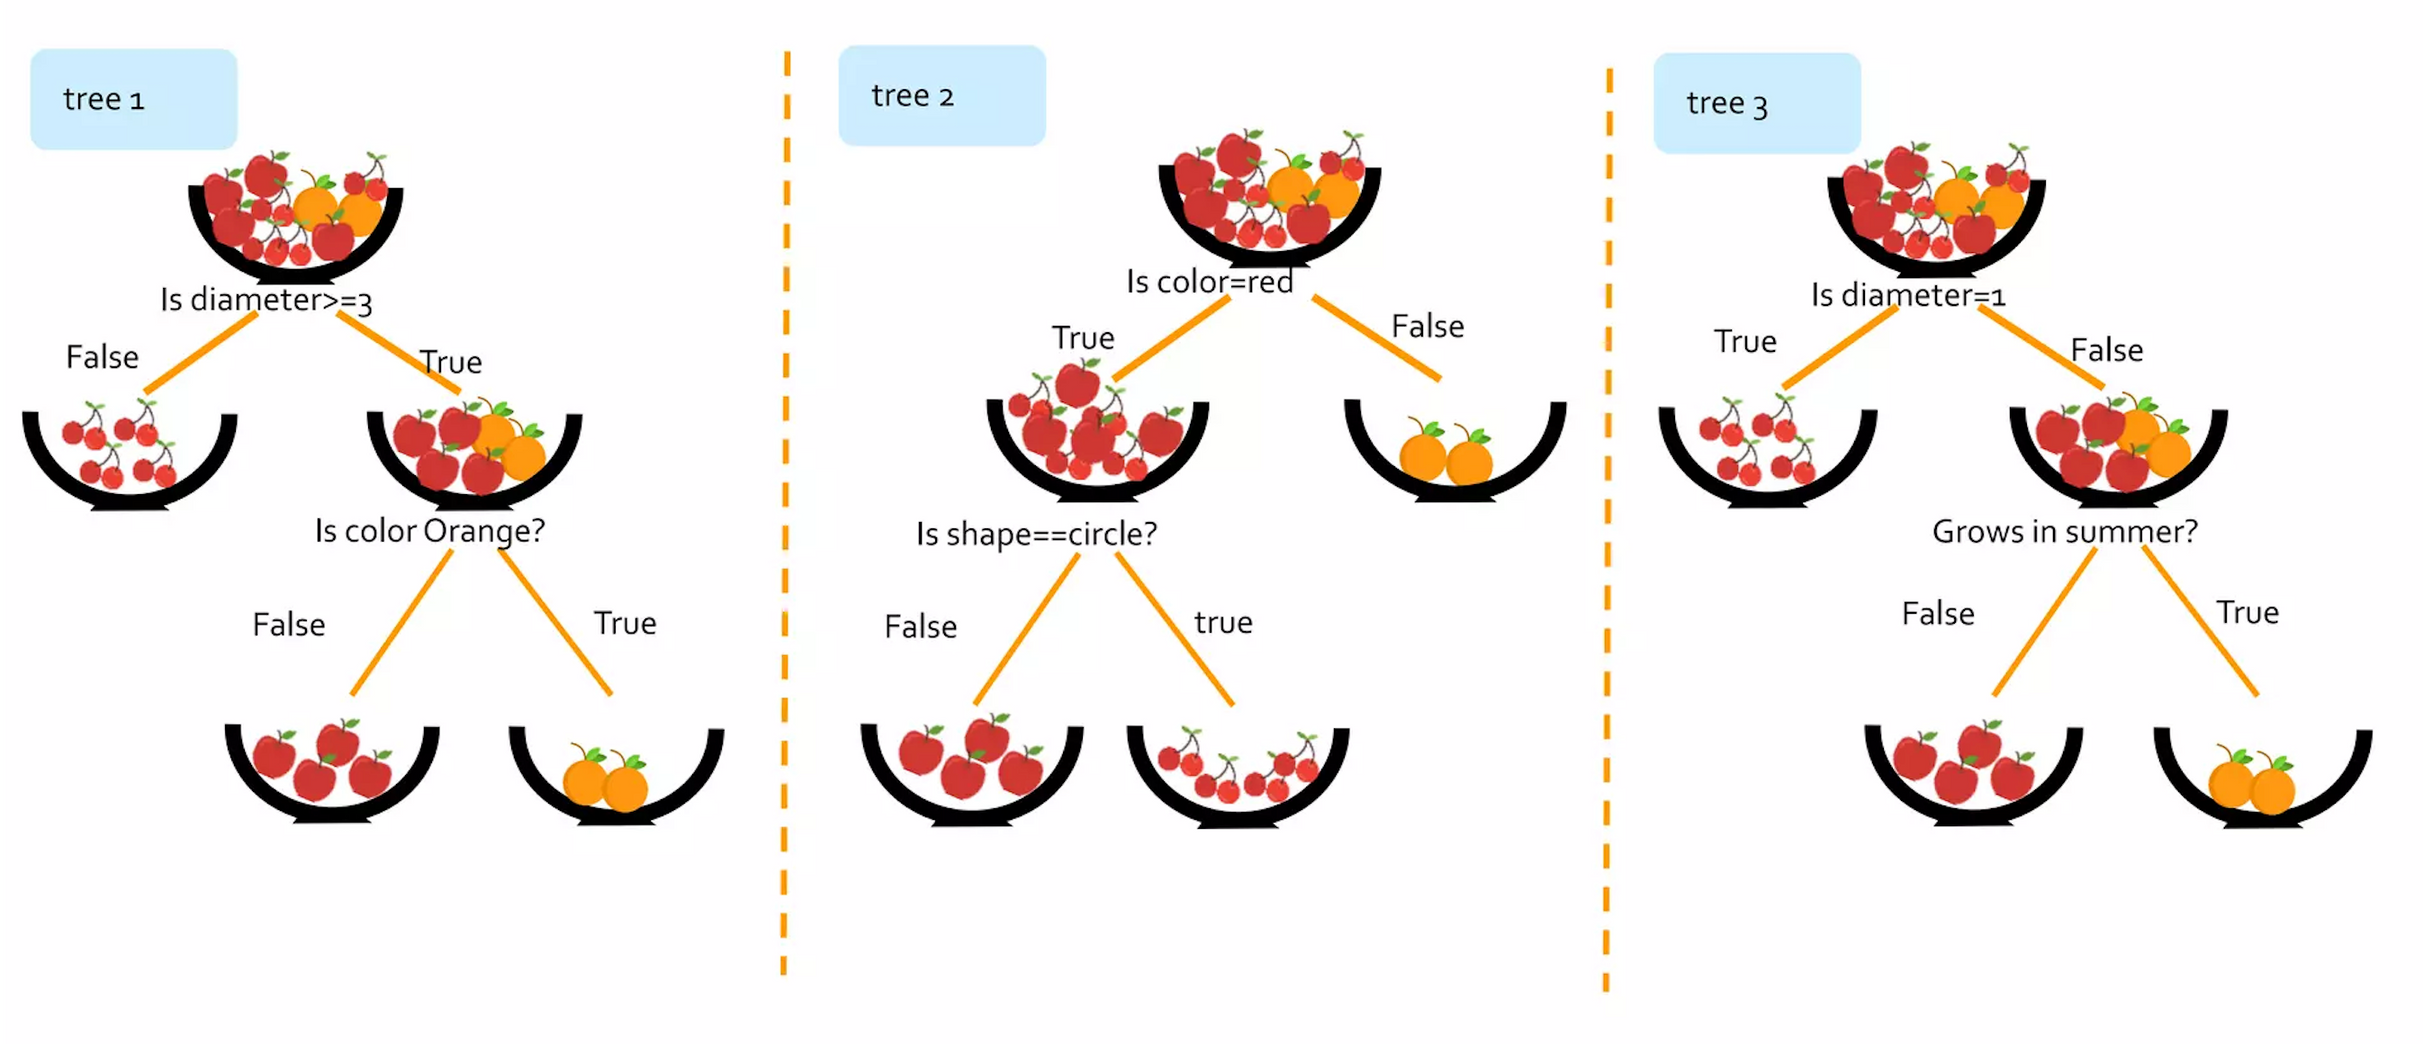 tree 1
Is diameter>=3
False
True
Is color Orange?
False
True
tree 2
Is color=red
True
False
Is shape==circle?
False
true
tree 3
Is diameter=1
True
False
Grows in summer?
False
True